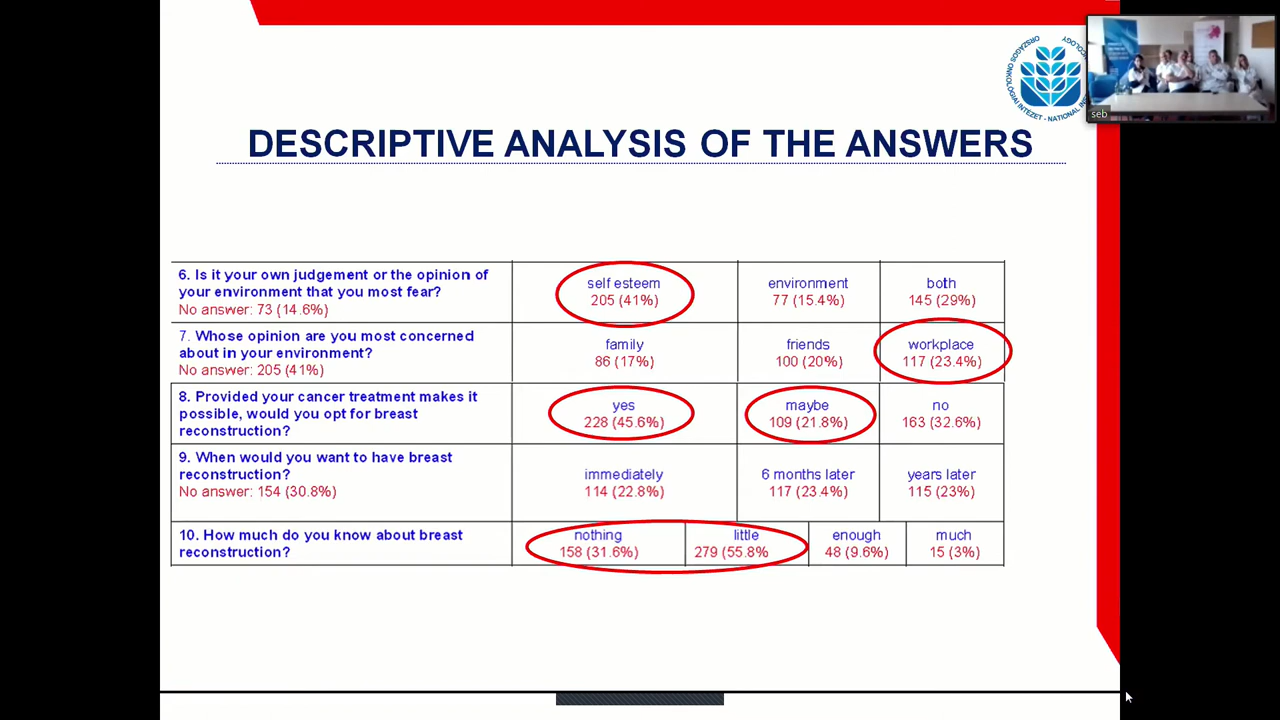 DESCRIPTIVE ANALYSIS OF THE ANSWERS
ORSZÁGOS ONKOLÓGIAI INTÉZET - NATIONAL
seb
6. Is it your own judgement or the opinion of
your environment that you most fear?
No answer: 73 (14.6%)
self esteem
205 (41%)
environment
77 (15.4%)
both
145 (29%)
7. Whose opinion are you most concerned
about in your environment?
No answer: 205 (41%)
family
86 (17%)
friends
100 (20%)
workplace
117 (23.4%)
8. Provided your cancer treatment makes it
possible, would you opt for breast
reconstruction?
yes
228 (45.6%)
maybe
109 (21.8%)
no
163 (32.6%)
9. When would you want to have breast
reconstruction?
No answer: 154 (30.8%)
immediately
114 (22.8%)
6 months later
117 (23.4%)
years later
115 (23%)
10. How much do you know about breast
reconstruction?
nothing
158 (31.6%)
little
279 (55.8%
enough
48 (9.6%)
much
15 (3%)